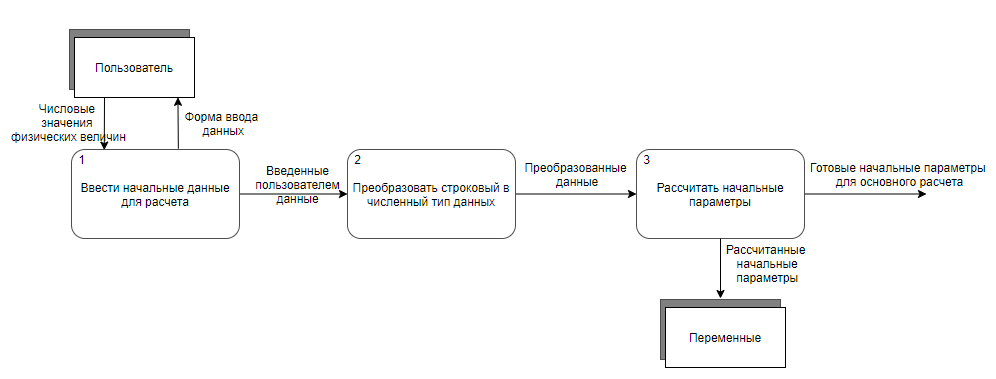 Пользователь
Числовые
значения
физических величин
Форма ввода
данных
1
Ввести начальные данные
для расчета
Введенные
пользователем
данные
2
Преобразовать строковый в
численный тип данных
Преобразованные
данные
3
Рассчитать начальные
параметры
Готовые начальные параметры
для основного расчета
Рассчитанные
начальные
параметры
Переменные